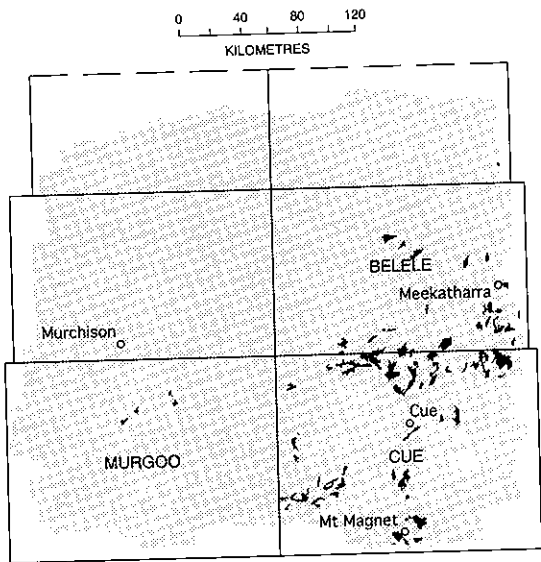 0 40 80 120
KILOMETRES
BELELE
Meekatharra
Murchison
Cue
MURGOO
CUE
Mt Magnet